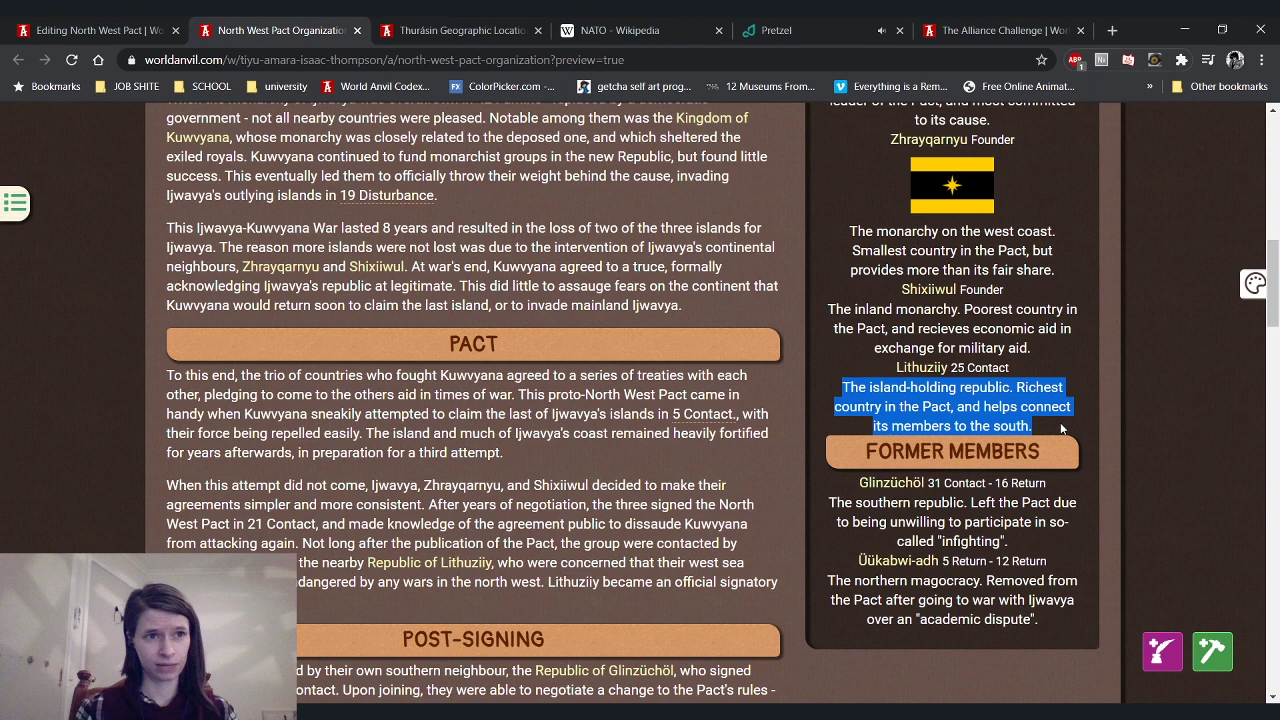 Editing North West Pact | Wo
North West Pact Organization
Thurásin Geographic Locatio
NATO - Wikipedia
Pretzel
The Alliance Challenge | Worl
worldanvil.com/w/tiyu-amara-isaac-thompson/a/north-west-pact-organization?preview=true
JOB SHITE
SCHOOL
university
World Anvil Codex...
ColorPicker.com -...
getcha self art prog...
12 Museums From...
Everything is a Rem...
Free Online Animat...
Other bookmarks
government - not all nearby countries were pleased. Notable among them was the Kingdom of
Kuwvyana, whose monarchy was closely related to the deposed one, and which sheltered the
exiled royals. Kuwvyana continued to fund monarchist groups in the new Republic, but found little
success. This eventually led them to officially throw their weight behind the cause, invading
Ijwavya's outlying islands in 19 Disturbance.
This Ijwavya-Kuwvyana War lasted 8 years and resulted in the loss of two of the three islands for
Ijwavya. The reason more islands were not lost was due to the intervention of Ijwavya's continental
neighbours, Zhrayqarnyu and Shixiiwul. At war's end, Kuwvyana agreed to a truce, formally
acknowledging Ijwavya's republic at legitimate. This did little to assauge fears on the continent that
Kuwvyana would return soon to claim the last island, or to invade mainland Ijwavya.
PACT
To this end, the trio of countries who fought Kuwvyana agreed to a series of treaties with each
other, pledging to come to the others aid in times of war. This proto-North West Pact came in
handy when Kuwvyana sneakily attempted to claim the last of Ijwavya's islands in 5 Contact., with
their force being repelled easily. The island and much of Ijwavya's coast remained heavily fortified
for years afterwards, in preparation for a third attempt.
When this attempt did not come, Ijwavya, Zhrayqarnyu, and Shixiiwul decided to make their
agreements simpler and more consistent. After years of negotiation, the three signed the North
West Pact in 21 Contact, and made knowledge of the agreement public to dissaude Kuwvyana
from attacking again. Not long after the publication of the Pact, the group were contacted by
the nearby Republic of Lithuziiy, who were concerned that their west sea
ndangered by any wars in the north west. Lithuziiy became an official signatory
POST-SIGNING
d by their own southern neighbour, the Republic of Glinzüchöl, who signed
ontact. Upon joining, they were able to negotiate a change to the Pact's rules -
leader of the Pact, and most committed
to its cause.
Zhrayqarnyu Founder
The monarchy on the west coast.
Smallest country in the Pact, but
provides more than its fair share.
Shixiiwul Founder
The inland monarchy. Poorest country in
the Pact, and recieves economic aid in
exchange for military aid.
Lithuziiy 25 Contact
The island-holding republic. Richest
country in the Pact, and helps connect
its members to the south.
FORMER MEMBERS
Glinzüchöl 31 Contact - 16 Return
The southern republic. Left the Pact due
to being unwilling to participate in so-
called "infighting".
Üükabwi-adh 5 Return - 12 Return
The northern magocracy. Removed from
the Pact after going to war with Ijwavya
over an "academic dispute".